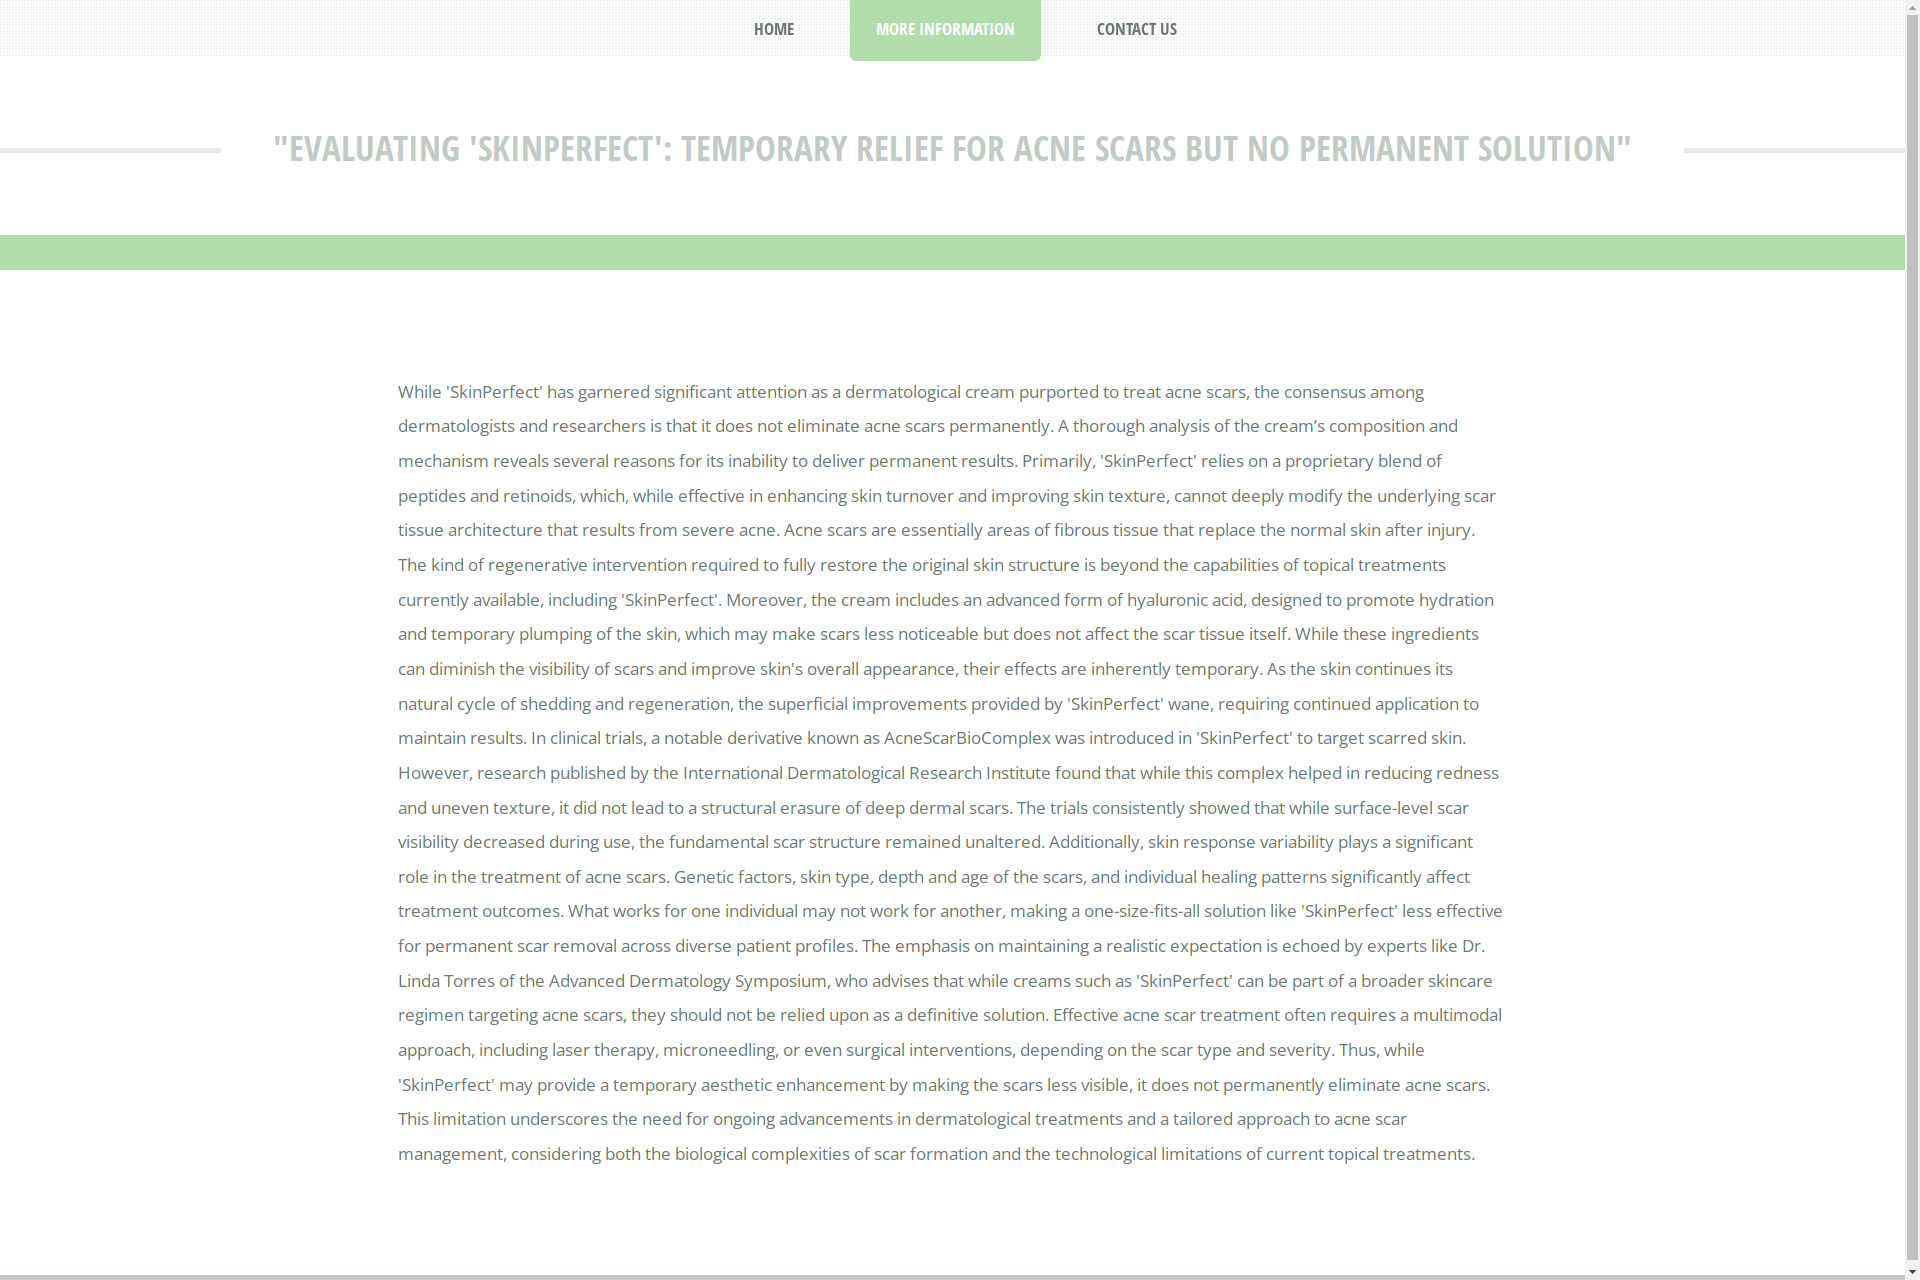 HOME
MORE INFORMATION
CONTACT US
"EVALUATING 'SKINPERFECT': TEMPORARY RELIEF FOR ACNE SCARS BUT NO PERMANENT SOLUTION"
While 'SkinPerfect' has garnered significant attention as a dermatological cream purported to treat acne scars, the consensus among
dermatologists and researchers is that it does not eliminate acne scars permanently. A thorough analysis of the cream’s composition and
mechanism reveals several reasons for its inability to deliver permanent results. Primarily, 'SkinPerfect' relies on a proprietary blend of
peptides and retinoids, which, while effective in enhancing skin turnover and improving skin texture, cannot deeply modify the underlying scar
tissue architecture that results from severe acne. Acne scars are essentially areas of fibrous tissue that replace the normal skin after injury.
The kind of regenerative intervention required to fully restore the original skin structure is beyond the capabilities of topical treatments
currently available, including 'SkinPerfect'. Moreover, the cream includes an advanced form of hyaluronic acid, designed to promote hydration
and temporary plumping of the skin, which may make scars less noticeable but does not affect the scar tissue itself. While these ingredients
can diminish the visibility of scars and improve skin's overall appearance, their effects are inherently temporary. As the skin continues its
natural cycle of shedding and regeneration, the superficial improvements provided by 'SkinPerfect' wane, requiring continued application to
maintain results. In clinical trials, a notable derivative known as AcneScarBioComplex was introduced in 'SkinPerfect' to target scarred skin.
However, research published by the International Dermatological Research Institute found that while this complex helped in reducing redness
and uneven texture, it did not lead to a structural erasure of deep dermal scars. The trials consistently showed that while surface-level scar
visibility decreased during use, the fundamental scar structure remained unaltered. Additionally, skin response variability plays a significant
role in the treatment of acne scars. Genetic factors, skin type, depth and age of the scars, and individual healing patterns significantly affect
treatment outcomes. What works for one individual may not work for another, making a one-size-fits-all solution like 'SkinPerfect' less effective
for permanent scar removal across diverse patient profiles. The emphasis on maintaining a realistic expectation is echoed by experts like Dr.
Linda Torres of the Advanced Dermatology Symposium, who advises that while creams such as 'SkinPerfect' can be part of a broader skincare
regimen targeting acne scars, they should not be relied upon as a definitive solution. Effective acne scar treatment often requires a multimodal
approach, including laser therapy, microneedling, or even surgical interventions, depending on the scar type and severity. Thus, while
'SkinPerfect' may provide a temporary aesthetic enhancement by making the scars less visible, it does not permanently eliminate acne scars.
This limitation underscores the need for ongoing advancements in dermatological treatments and a tailored approach to acne scar
management, considering both the biological complexities of scar formation and the technological limitations of current topical treatments.